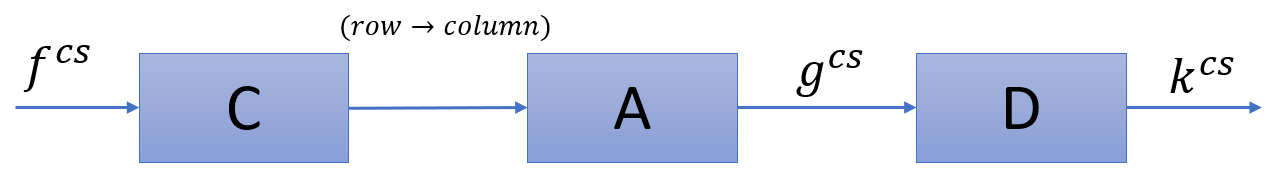 (row → column)
f^{cs} C A g^{cs} D k^{cs}